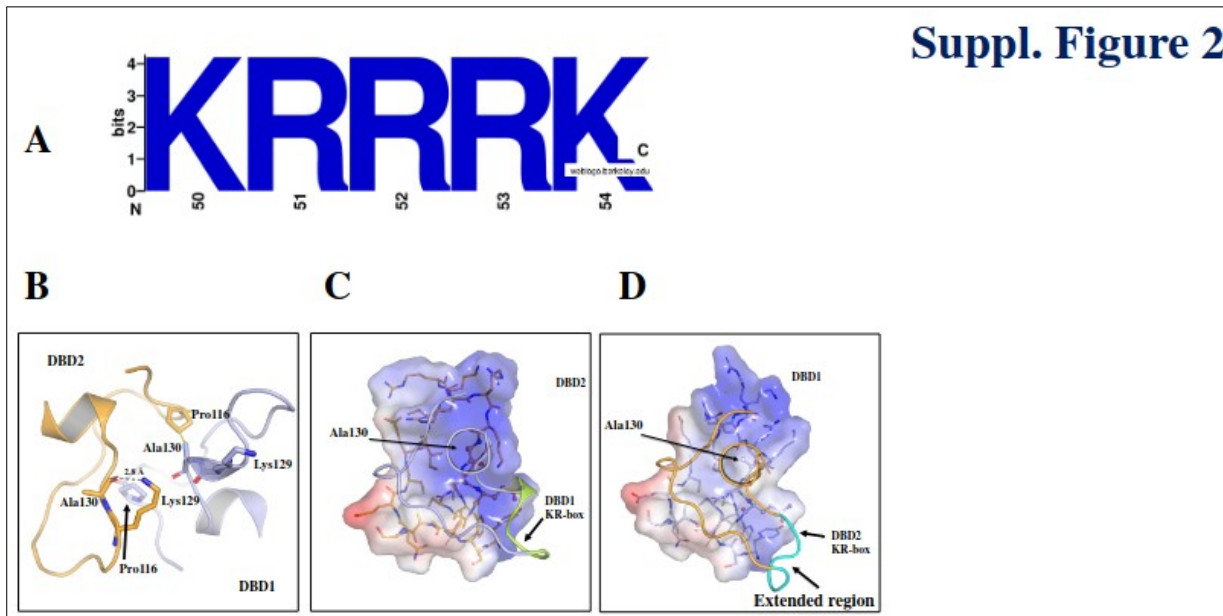 Suppl. Figure 2
A
bits
4
3
2
1
0
KRRRK
N
50
51
52
53
54
C
weblogo.berkeley.edu
B
C
D
DBD2
Pro116
Ala130
Lys129
2.8 Å
Ala130
Lys129
Pro116
DBD1
DBD2
Ala130
DBD1
KR-box
DBD1
Ala130
DBD2
KR-box
Extended region